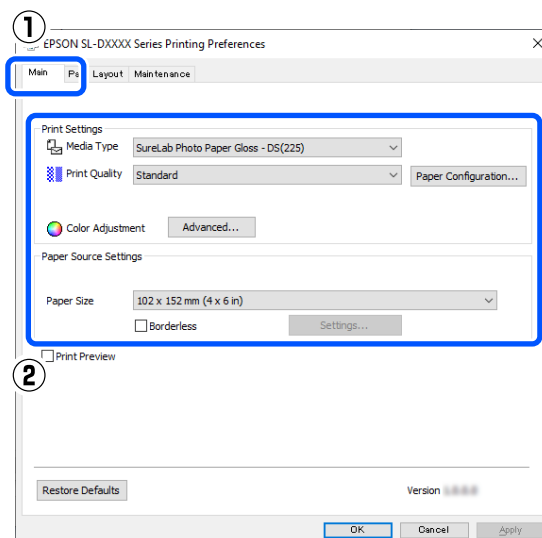 1
EPSON SL-DXXXX Series Printing Preferences
Main Layout Maintenance
Print Settings
Media Type SureLab Photo Paper Gloss - DS(225)
Print Quality Standard Paper Configuration...
Color Adjustment Advanced...
Paper Source Settings
Paper Size 102 x 152 mm (4 x 6 in)
Borderless Settings...
Print Preview
2
Restore Defaults Version
OK Cancel Apply